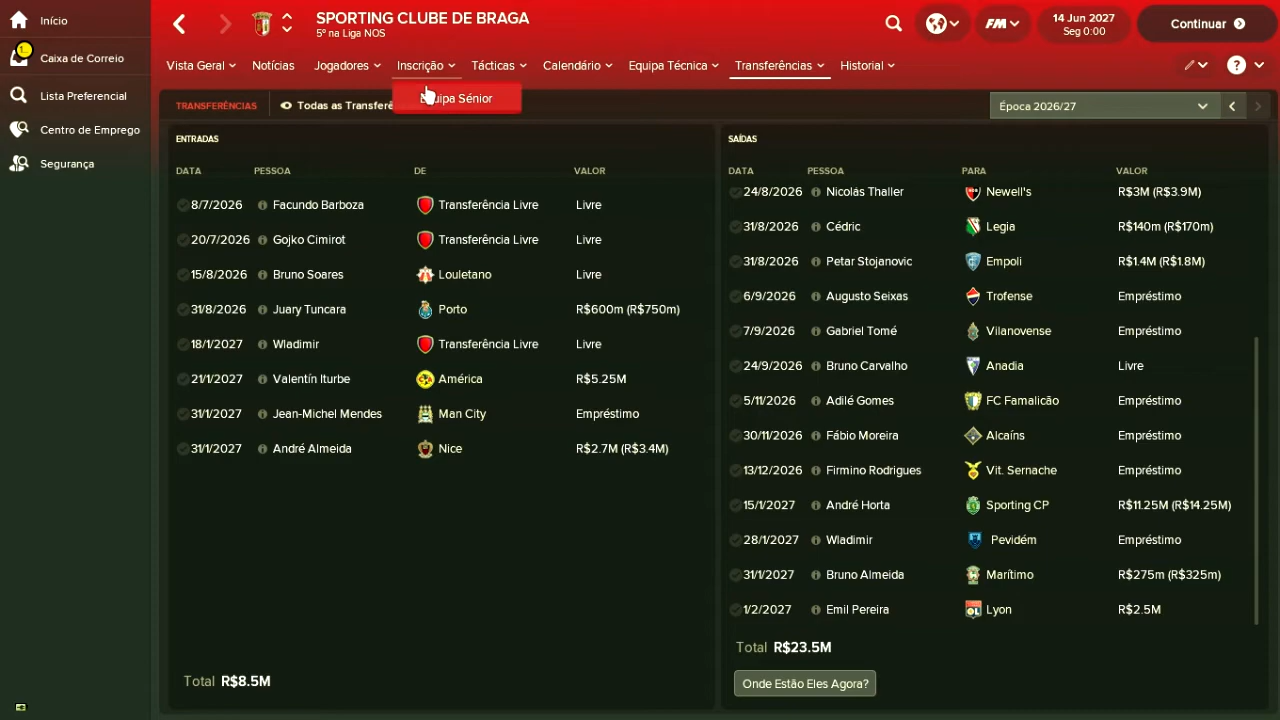 Início
Caixa de Correio
Lista Preferencial
Centro de Emprego
Segurança
SPORTING CLUBE DE BRAGA
5º na Liga NOS
FM
14 Jun 2027
Seg 0:00
Continuar
Vista Geral Notícias Jogadores Inscrição Tácticas Calendário Equipa Técnica Transferências Historial
?
TRANSFERÊNCIAS Todas as Transferê
Equipa Sénior
Época 2026/27
ENTRADAS
DATA PESSOA DE VALOR
8/7/2026 Facundo Barboza Transferência Livre Livre
20/7/2026 Gojko Cimirot Transferência Livre Livre
15/8/2026 Bruno Soares Louletano Livre
31/8/2026 Juary Tuncara Porto R$600m (R$750m)
18/1/2027 Wladimir Transferência Livre Livre
21/1/2027 Valentín Iturbe América R$5.25M
31/1/2027 Jean-Michel Mendes Man City Empréstimo
31/1/2027 André Almeida Nice R$2.7M (R$3.4M)
Total R$8.5M
SAÍDAS
DATA PESSOA PARA VALOR
24/8/2026 Nicolás Thaller Newell's R$3M (R$3.9M)
31/8/2026 Cédric Legia R$140m (R$170m)
31/8/2026 Petar Stojanovic Empoli R$1.4M (R$1.8M)
6/9/2026 Augusto Seixas Trofense Empréstimo
7/9/2026 Gabriel Tomé Vilanovense Empréstimo
24/9/2026 Bruno Carvalho Anadia Livre
5/11/2026 Adilé Gomes FC Famalicão Empréstimo
30/11/2026 Fábio Moreira Alcaíns Empréstimo
13/12/2026 Firmino Rodrigues Vit. Sernache Empréstimo
15/1/2027 André Horta Sporting CP R$11.25M (R$14.25M)
28/1/2027 Wladimir Pevidém Empréstimo
31/1/2027 Bruno Almeida Marítimo R$275m (R$325m)
1/2/2027 Emil Pereira Lyon R$2.5M
Total R$23.5M
Onde Estão Eles Agora?